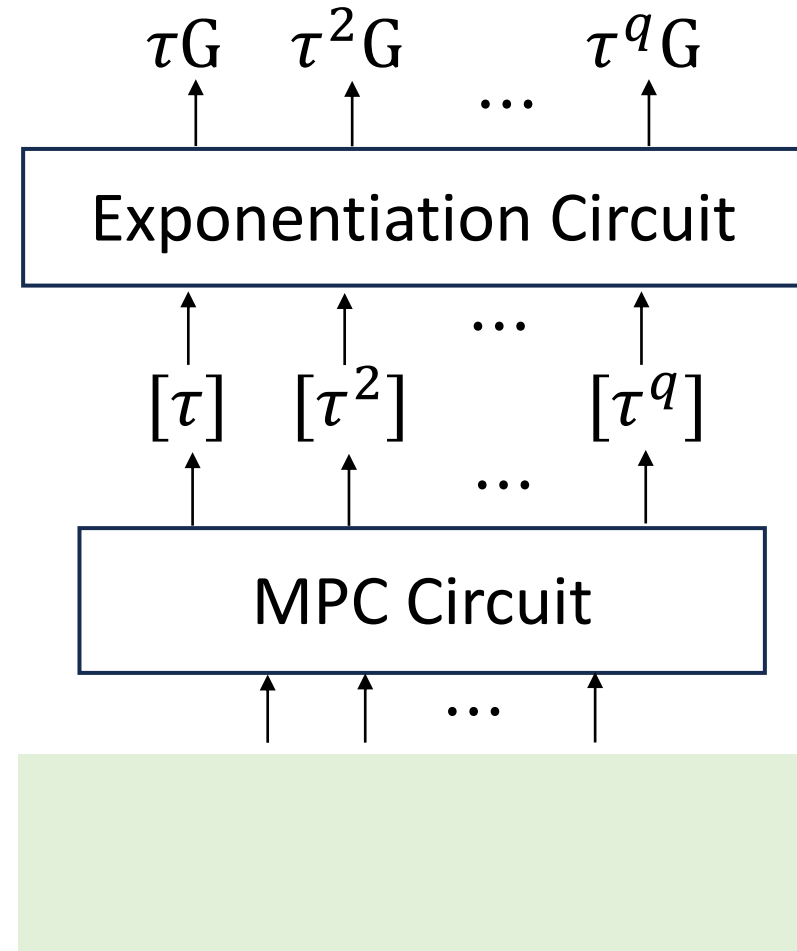 τG τ²G ... τ^qG
Exponentiation Circuit
...
[τ] [τ²] [τ^q]
...
MPC Circuit
...